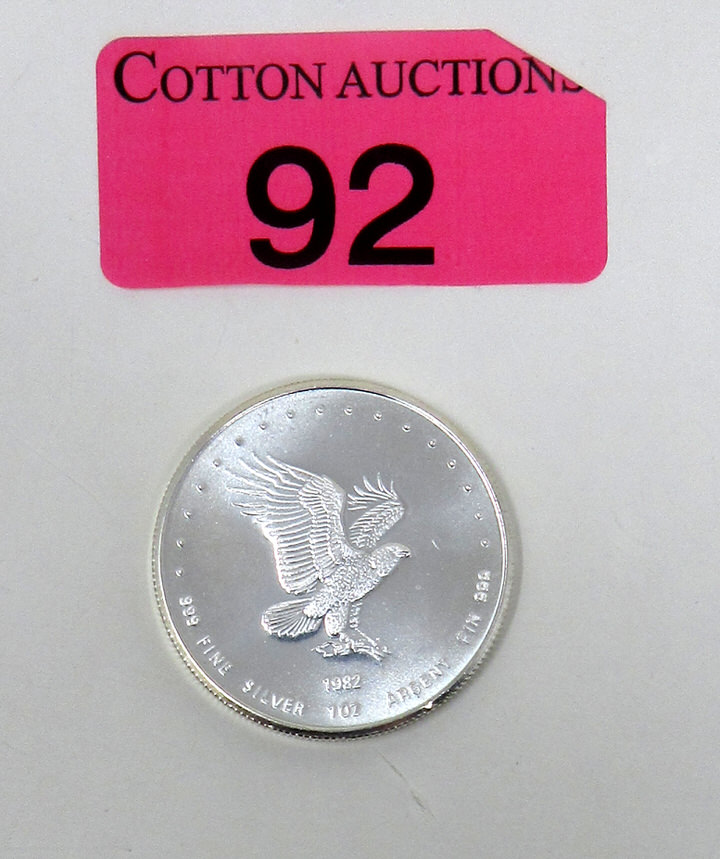 COTTON AUCTIONS
92
1982
999 FINE SILVER 1OZ ARGENT FIN 999